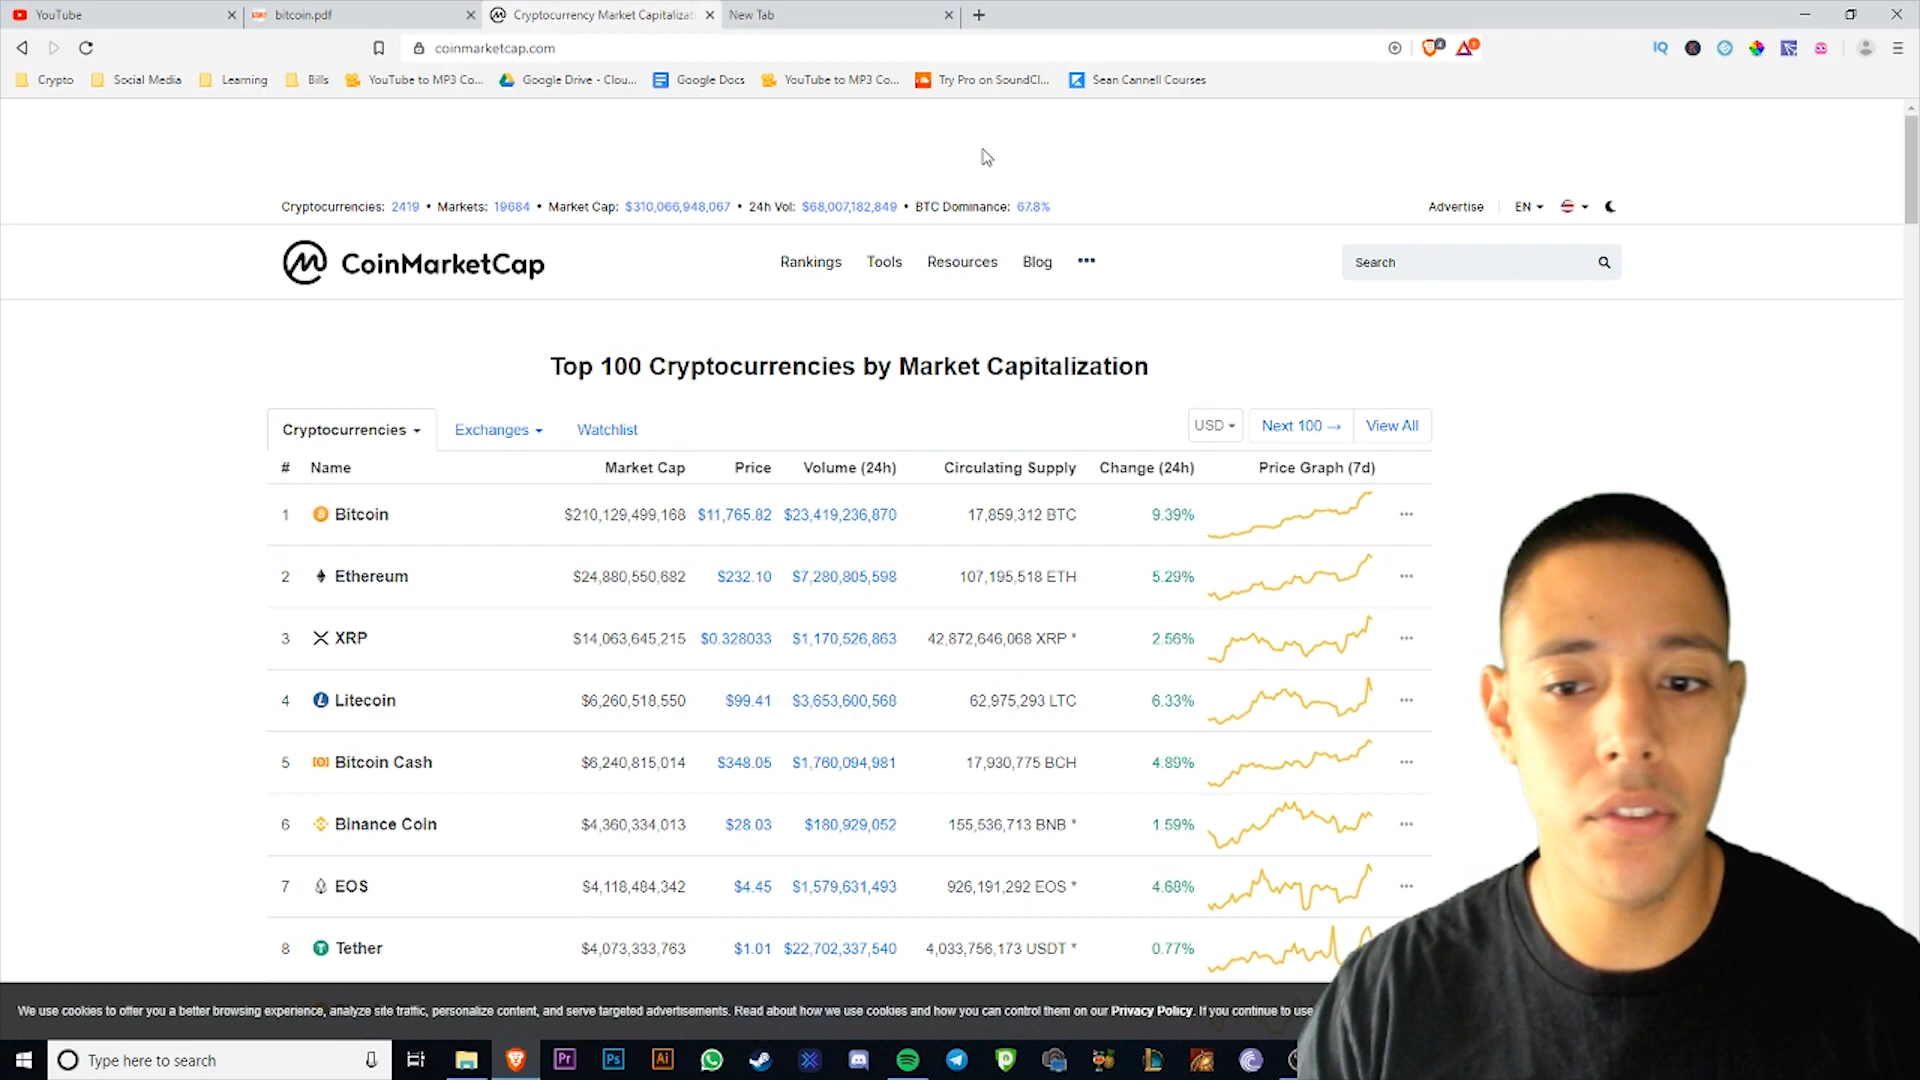 YouTube
bitcoin.pdf
Cryptocurrency Market Capitalizat
New Tab
coinmarketcap.com
Crypto
Social Media
Learning
Bills
YouTube to MP3 Co...
Google Drive - Clou...
Google Docs
YouTube to MP3 Co...
Try Pro on SoundCl...
Sean Cannell Courses
Cryptocurrencies: 2419 • Markets: 19684 • Market Cap: $310,066,948,067 • 24h Vol: $68,007,182,849 • BTC Dominance: 67.8%
Advertise EN
CoinMarketCap
Rankings Tools Resources Blog •••
Search
Top 100 Cryptocurrencies by Market Capitalization
Cryptocurrencies Exchanges Watchlist
USD Next 100 → View All
# Name Market Cap Price Volume (24h) Circulating Supply Change (24h) Price Graph (7d)
1 Bitcoin $210,129,499,168 $11,765.82 $23,419,236,870 17,859,312 BTC 9.39%
2 Ethereum $24,880,550,682 $232.10 $7,280,805,598 107,195,518 ETH 5.29%
3 XRP $14,063,645,215 $0.328033 $1,170,526,863 42,872,646,068 XRP * 2.56%
4 Litecoin $6,260,518,550 $99.41 $3,653,600,568 62,975,293 LTC 6.33%
5 Bitcoin Cash $6,240,815,014 $348.05 $1,760,094,981 17,930,775 BCH 4.89%
6 Binance Coin $4,360,334,013 $28.03 $180,929,052 155,536,713 BNB * 1.59%
7 EOS $4,118,484,342 $4.45 $1,579,631,493 926,191,292 EOS * 4.68%
8 Tether $4,073,333,763 $1.01 $22,702,337,540 4,033,756,173 USDT * 0.77%
We use cookies to offer you a better browsing experience, analyze site traffic, personalize content, and serve targeted advertisements. Read about how we use cookies and how you can control them on our Privacy Policy. If you continue to use
Type here to search
Pr
Ps
Ai
IQ